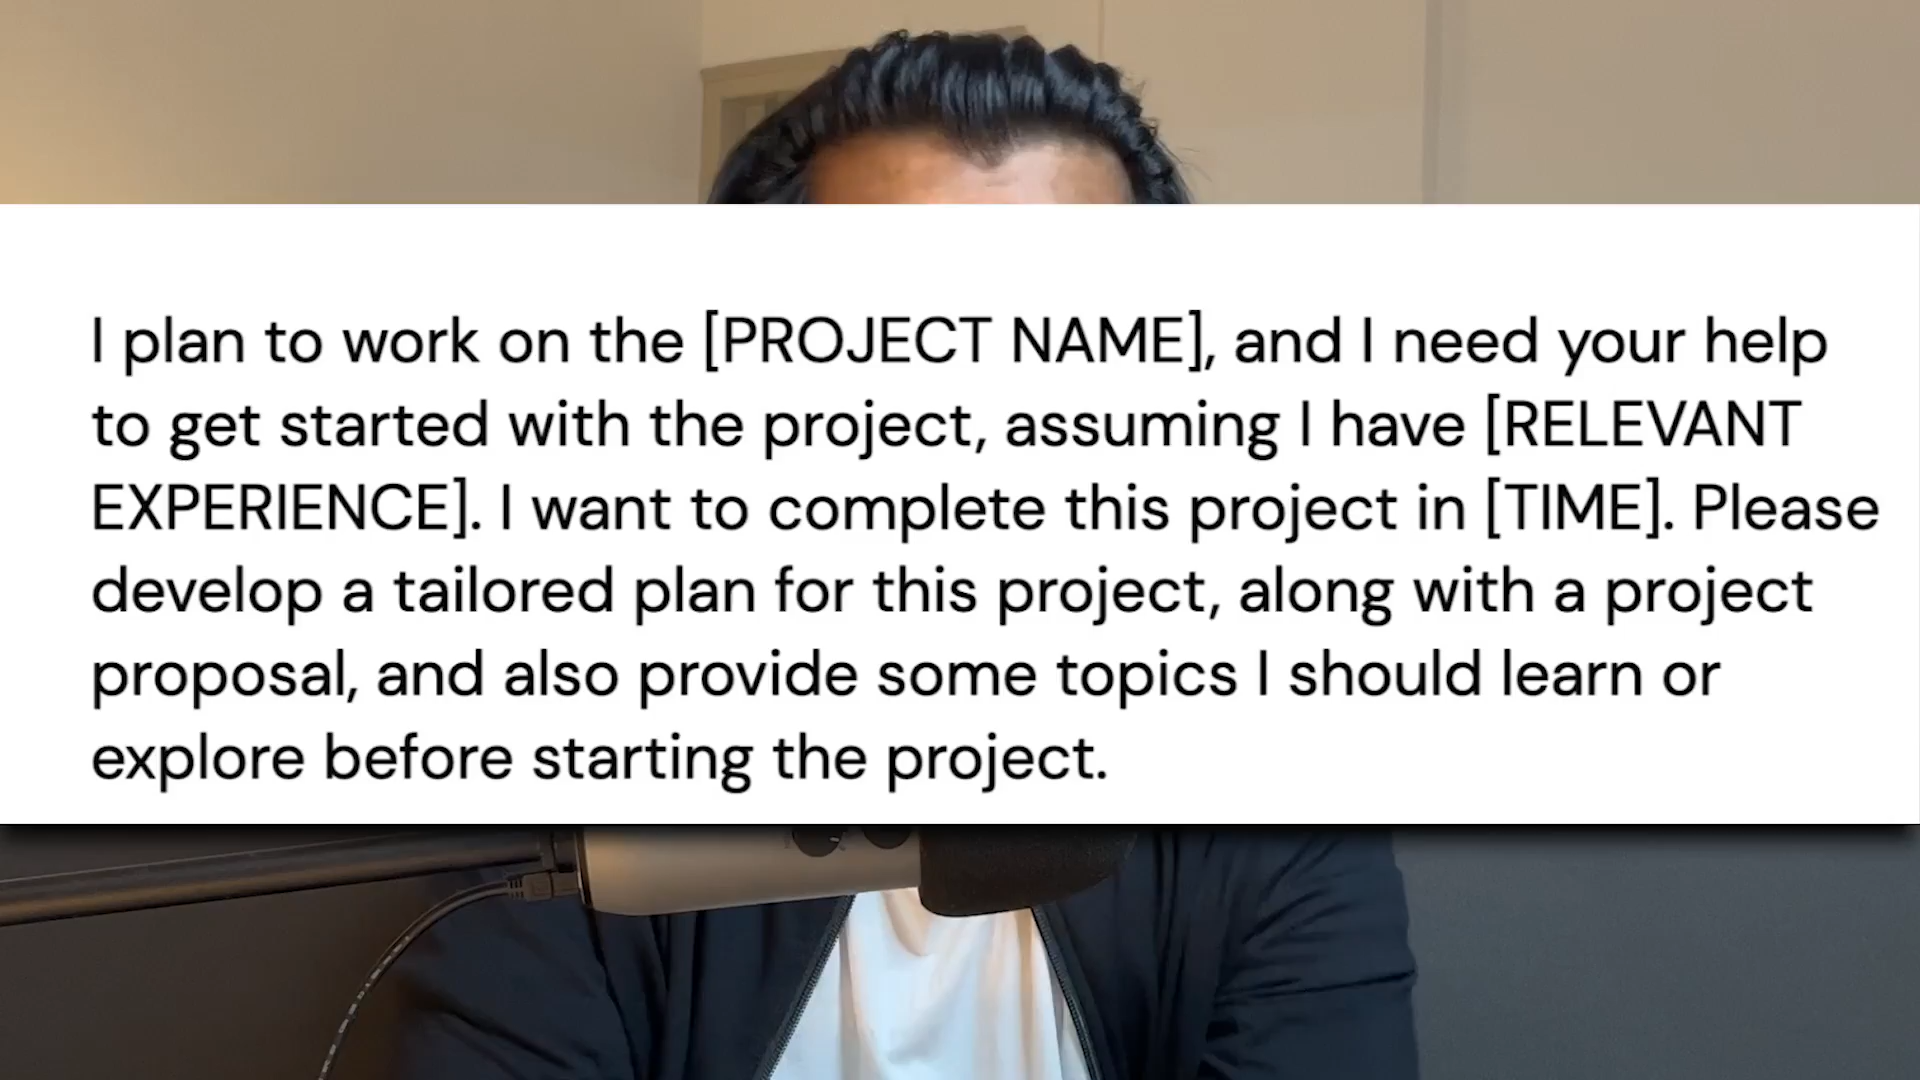 I plan to work on the [PROJECT NAME], and I need your help
to get started with the project, assuming I have [RELEVANT
EXPERIENCE]. I want to complete this project in [TIME]. Please
develop a tailored plan for this project, along with a project
proposal, and also provide some topics I should learn or
explore before starting the project.